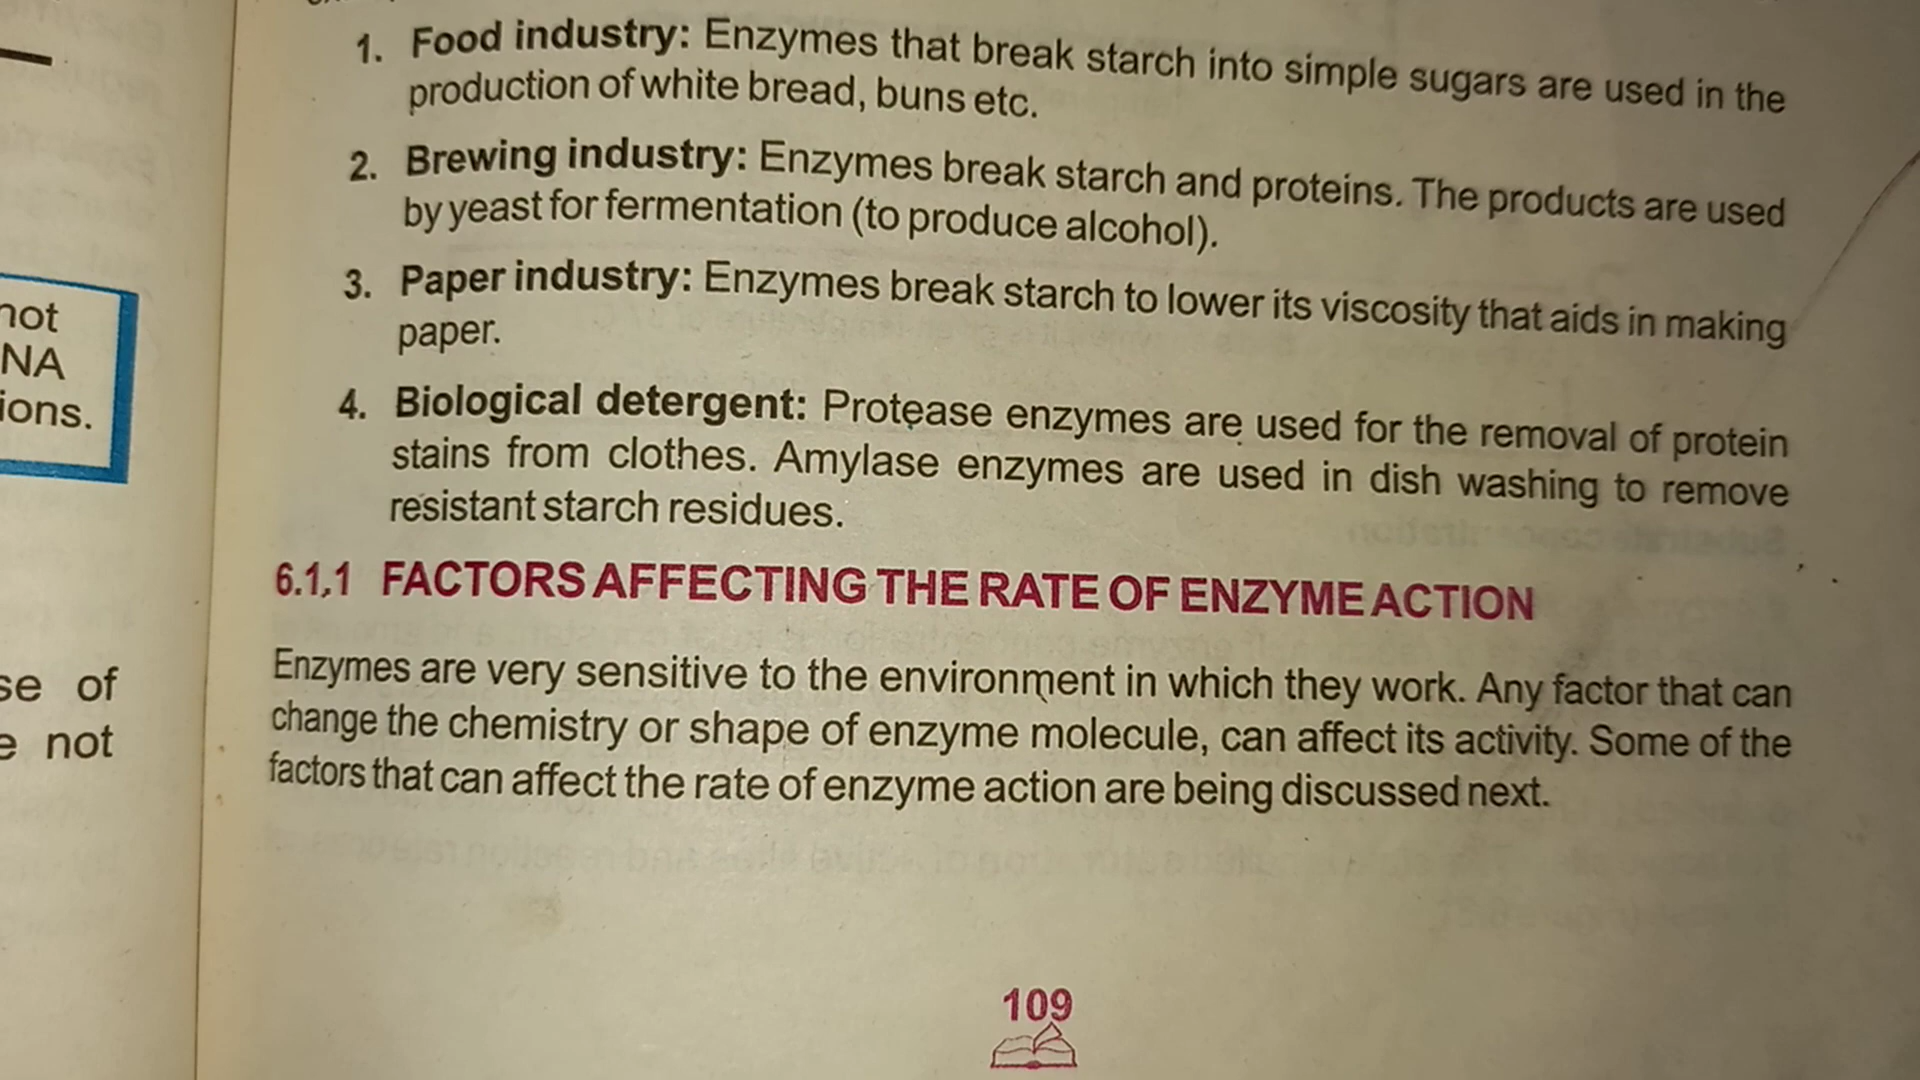 not
NA
ions.
se of
e not
1. Food industry: Enzymes that break starch into simple sugars are used in the
production of white bread, buns etc.
2. Brewing industry: Enzymes break starch and proteins. The products are used
by yeast for fermentation (to produce alcohol).
3. Paper industry: Enzymes break starch to lower its viscosity that aids in making
paper.
4. Biological detergent: Protease enzymes are used for the removal of protein
stains from clothes. Amylase enzymes are used in dish washing to remove
resistant starch residues.
6.1.1 FACTORS AFFECTING THE RATE OF ENZYME ACTION
Enzymes are very sensitive to the environment in which they work. Any factor that can
change the chemistry or shape of enzyme molecule, can affect its activity. Some of the
factors that can affect the rate of enzyme action are being discussed next.
109